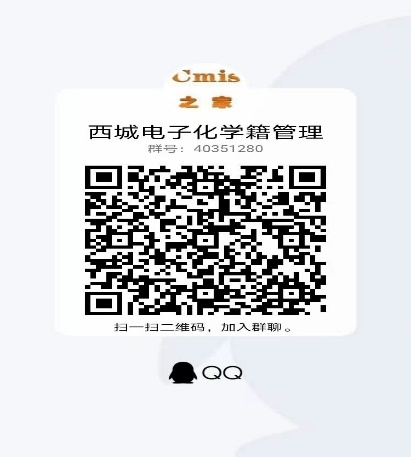 Cmis
之家
西城电子化学籍管理
群号：40351280
扫一扫二维码，加入群聊。
QQ